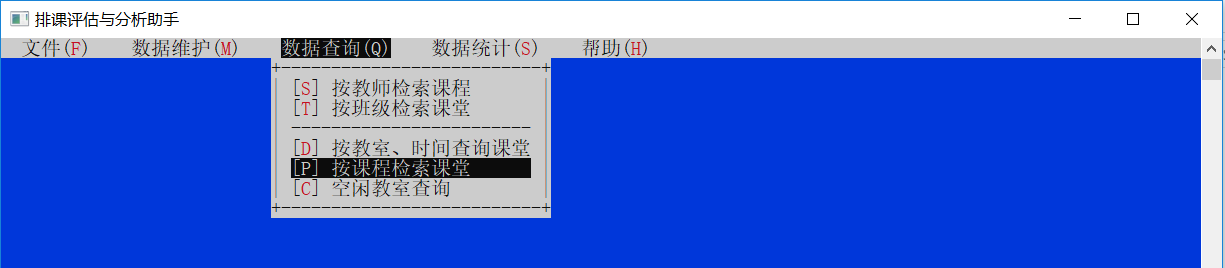 排课评估与分析助手
文件(F) 数据维护(M) 数据查询(Q) 数据统计(S) 帮助(H)
[S] 按教师检索课程
[T] 按班级检索课堂
[D] 按教室、时间查询课堂
[P] 按课程检索课堂
[C] 空闲教室查询